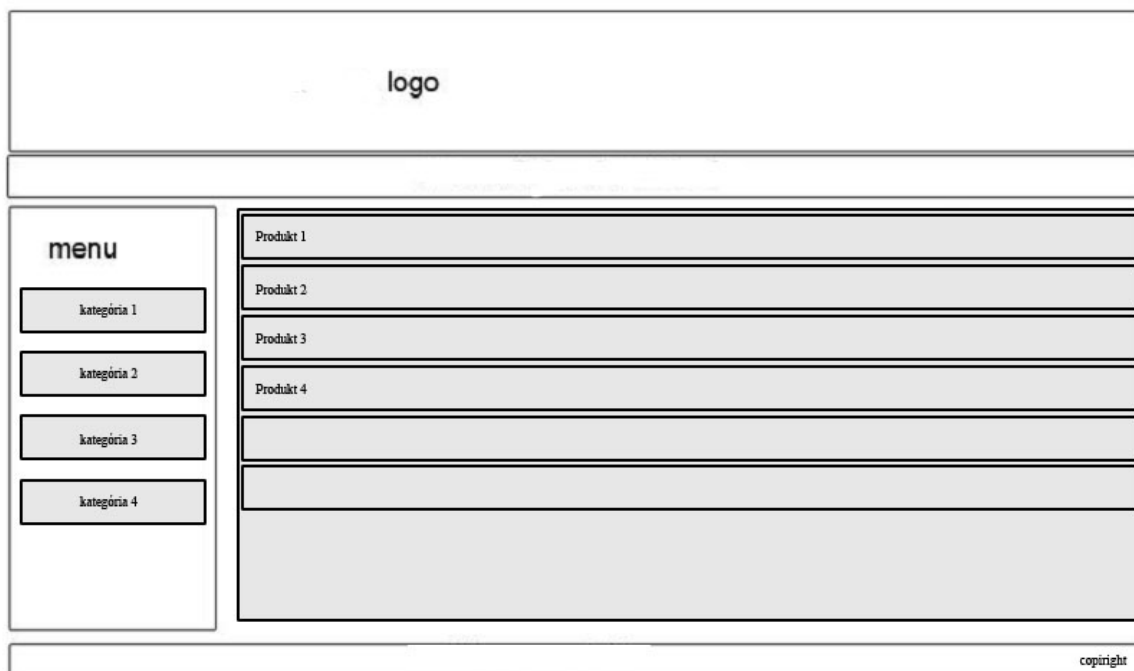 logo
menu
kategória 1
kategória 2
kategória 3
kategória 4
Produkt 1
Produkt 2
Produkt 3
Produkt 4
copiright